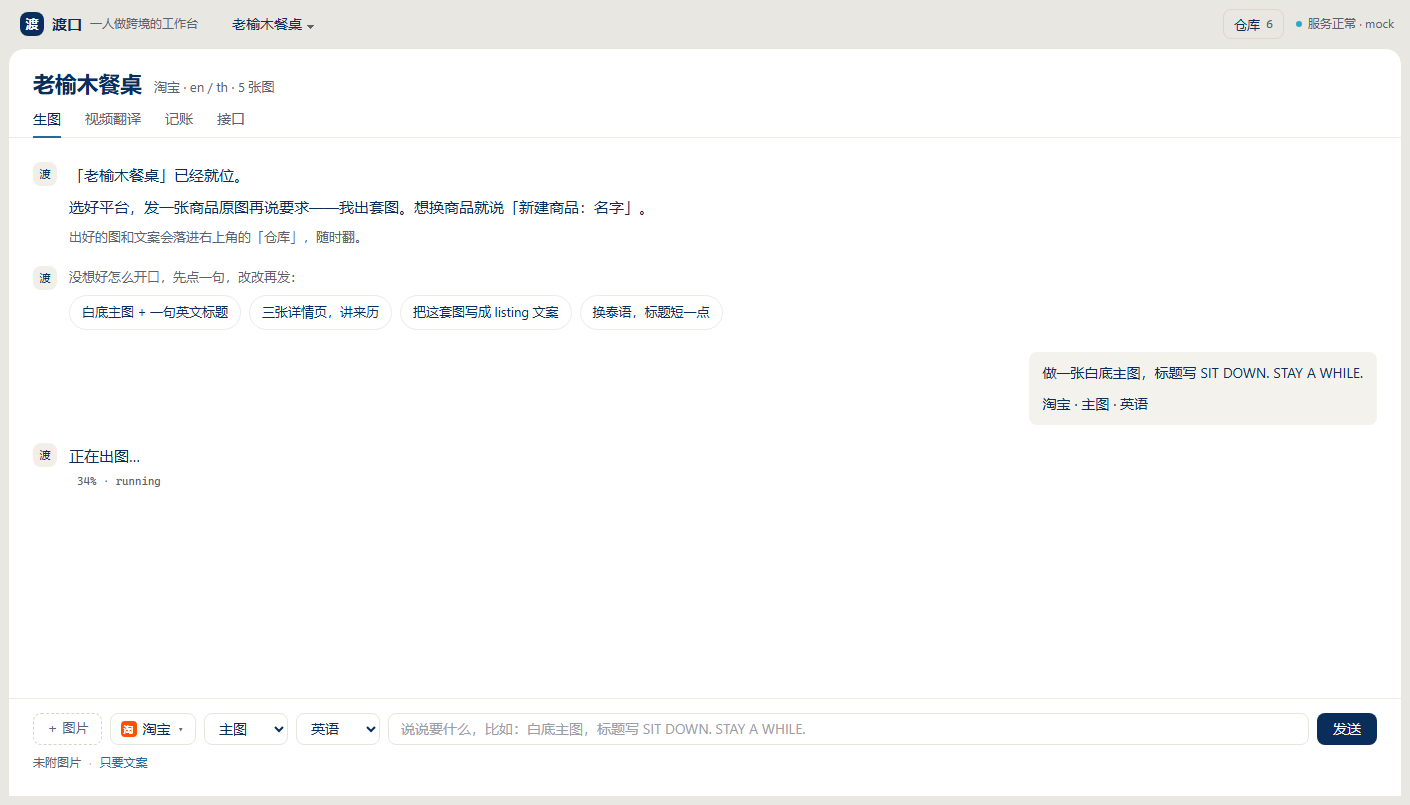 渡 渡口 一人做跨境的工作台 老榆木餐桌 仓库 6 服务正常 · mock
老榆木餐桌 淘宝 · en / th · 5 张图
生图 视频翻译 记账 接口
渡 「老榆木餐桌」已经就位。
选好平台，发一张商品原图再说要求——我出套图。想换商品就说「新建商品：名字」。
出好的图和文案会落进右上角的「仓库」，随时翻。
渡 没想好怎么开口，先点一句，改改再发：
白底主图 + 一句英文标题 三张详情页，讲来历 把这套图写成 listing 文案 换泰语，标题短一点
做一张白底主图，标题写 SIT DOWN. STAY A WHILE.
淘宝 · 主图 · 英语
渡 正在出图…
34% · running
+ 图片 淘 淘宝 主图 英语 说说要什么，比如：白底主图，标题写 SIT DOWN. STAY A WHILE. 发送
未附图片 · 只要文案